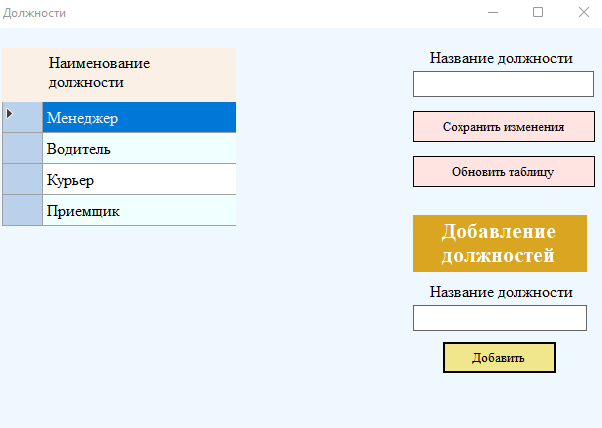 Должности
Наименование
должности
Менеджер
Водитель
Курьер
Приемщик
Название должности
Сохранить изменения
Обновить таблицу
Добавление
должностей
Название должности
Добавить